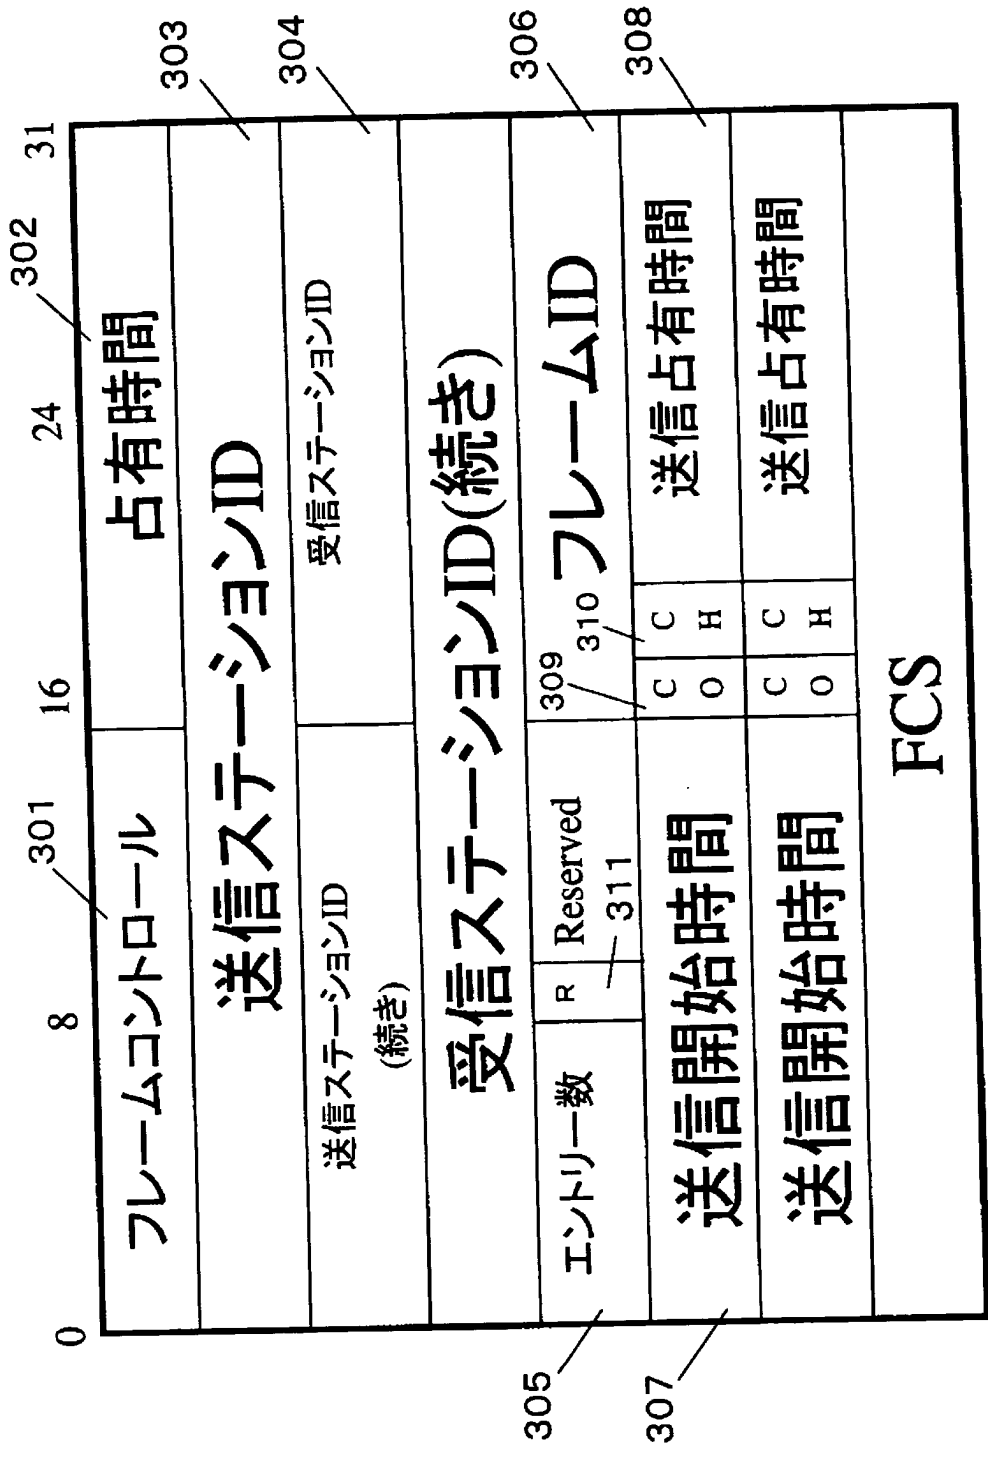 0 8 16 24 31
301 302
フレームコントロール 占有時間
303
送信ステーションID
304
送信ステーションID 受信ステーションID
(続き)
受信ステーションID(続き)
305 306
エントリー数 R Reserved フレームID
311 309 310
307 308
送信開始時間 C O C H 送信占有時間
送信開始時間 C O C H 送信占有時間
FCS